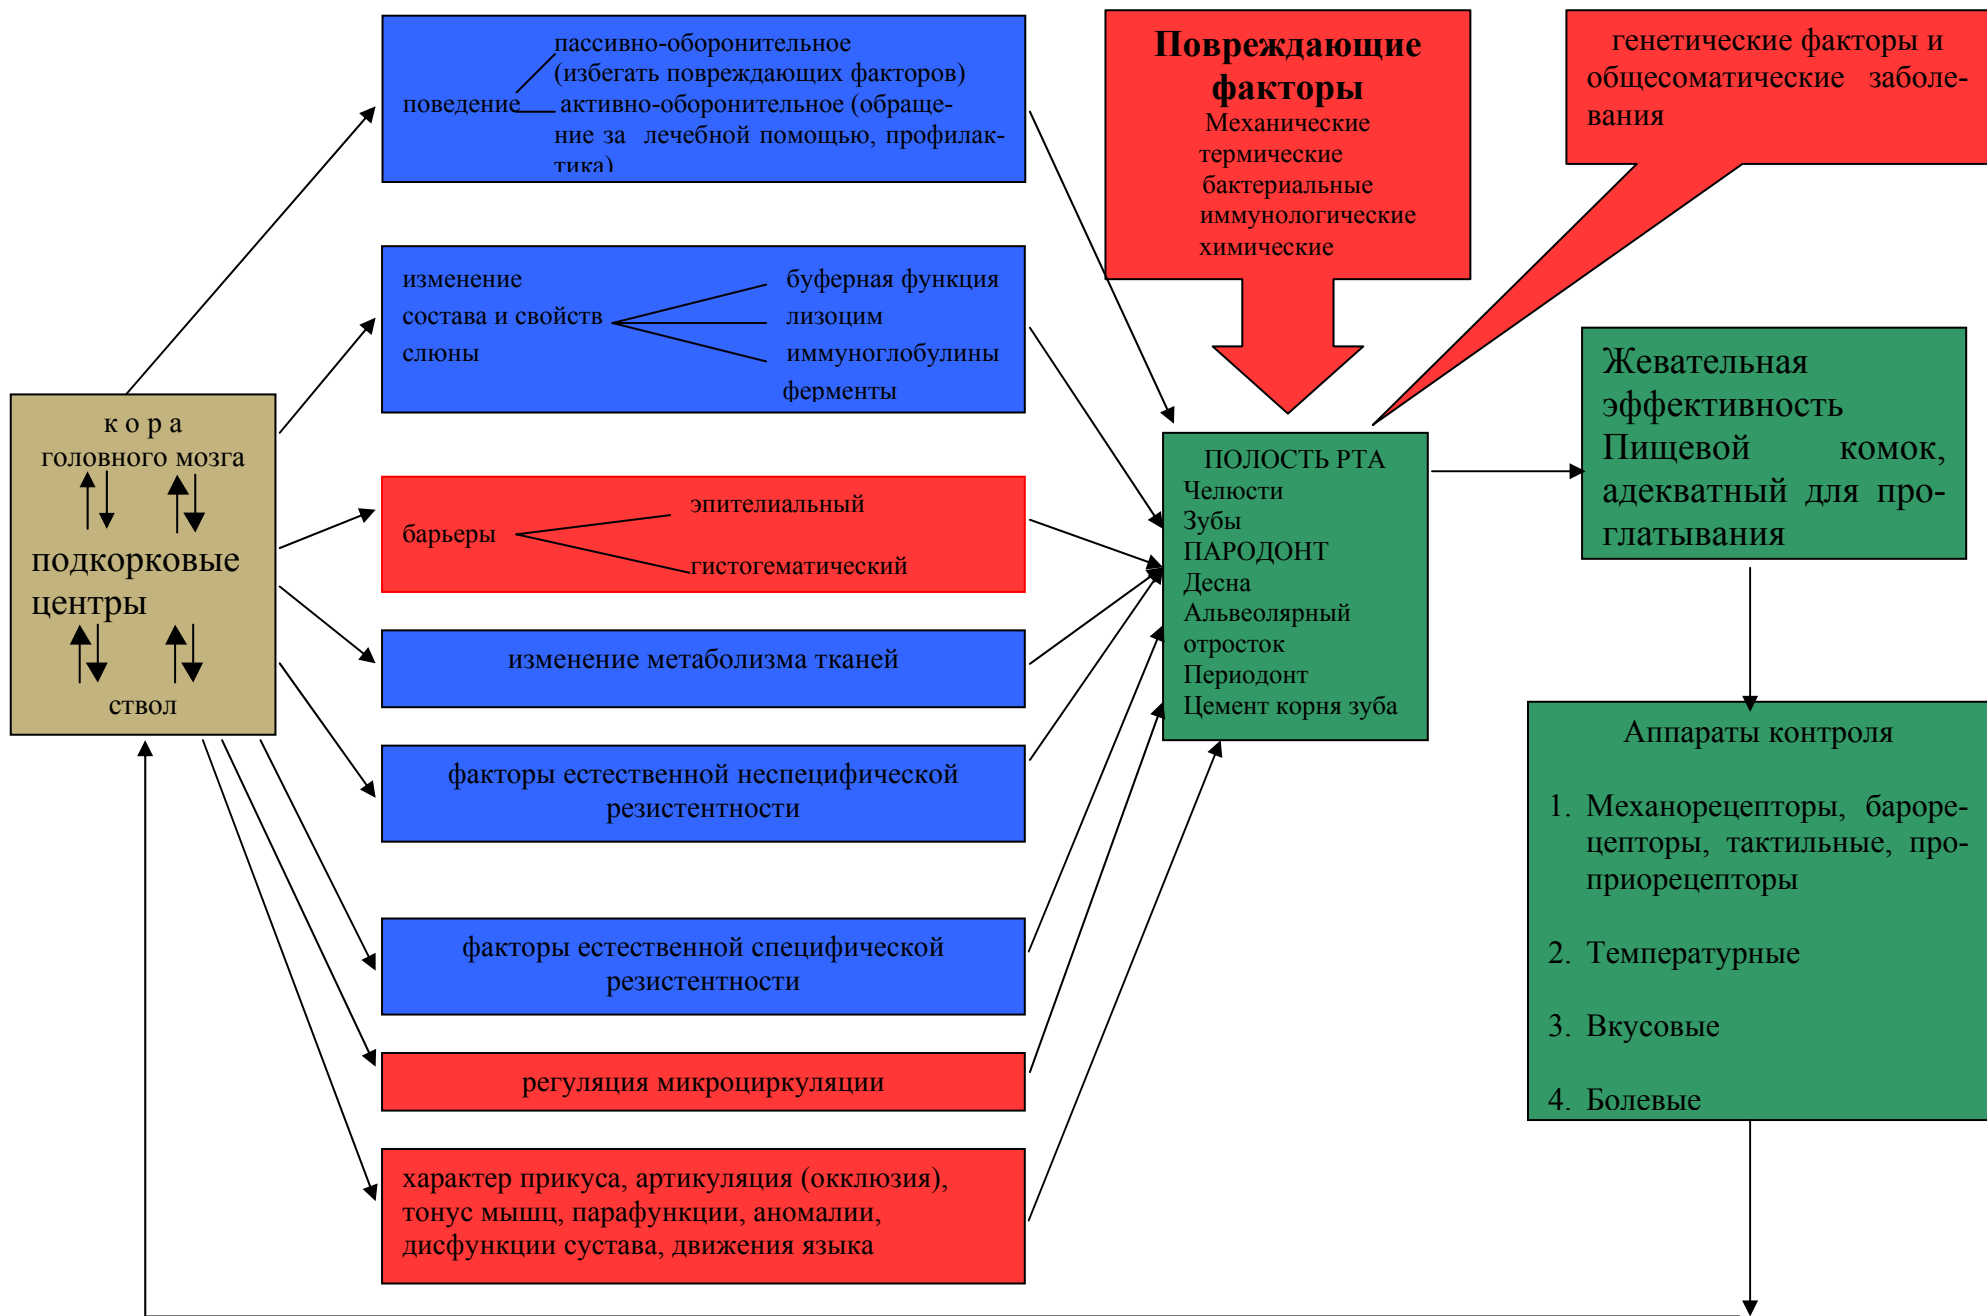 пассивно-оборонительное
(избегать повреждающих факторов)
поведение активно-оборонительное (обраще-
ние за лечебной помощью, профилак-
тика)
Повреждающие
факторы
Механические
термические
бактериальные
иммунологические
химические
генетические факторы и
общесоматические заболе-
вания
изменение
состава и свойств
слюны
буферная функция
лизоцим
иммуноглобулины
ферменты
к о р а
головного мозга
подкорковые
центры
ствол
барьеры
эпителиальный
гистогематический
изменение метаболизма тканей
факторы естественной неспецифической
резистентности
факторы естественной специфической
резистентности
регуляция микроциркуляции
характер прикуса, артикуляция (окклюзия),
тонус мышц, парафункции, аномалии,
дисфункции сустава, движения языка
ПОЛОСТЬ РТА
Челюсти
Зубы
ПАРОДОНТ
Десна
Альвеолярный
отросток
Периодонт
Цемент корня зуба
Жевательная
эффективность
Пищевой комок,
адекватный для про-
глатывания
Аппараты контроля
1. Механорецепторы, бароре-
цепторы, тактильные, про-
приорецепторы
2. Температурные
3. Вкусовые
4. Болевые